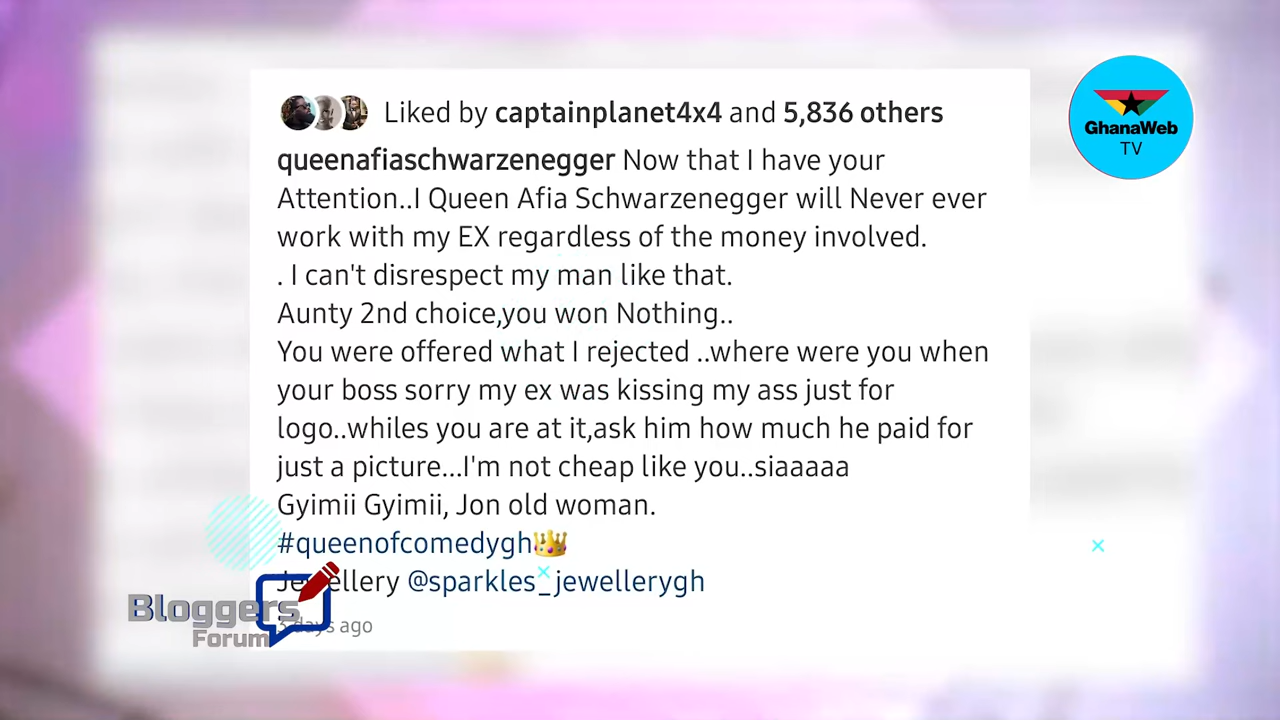 Liked by captainplanet4x4 and 5,836 others
GhanaWeb
TV
queenafiaschwarzenegger Now that I have your
Attention..I Queen Afia Schwarzenegger will Never ever
work with my EX regardless of the money involved.
. I can't disrespect my man like that.
Aunty 2nd choice,you won Nothing..
You were offered what I rejected ..where were you when
your boss sorry my ex was kissing my ass just for
logo..whiles you are at it,ask him how much he paid for
just a picture...I'm not cheap like you..siaaaaa
Gyimii Gyimii, Jon old woman.
#queenofcomedygh👑
Jewellery @sparkles_jewellerygh
3 days ago
Bloggers
Forum